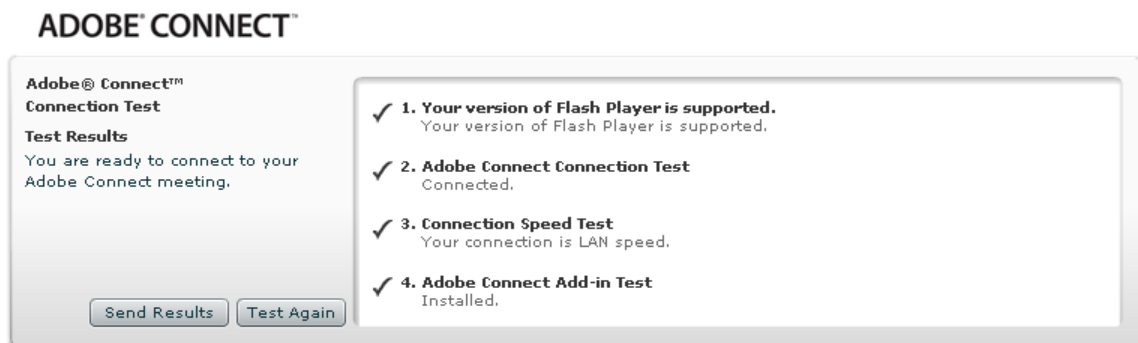 ADOBE® CONNECT™
Adobe® Connect™
Connection Test
Test Results
You are ready to connect to your
Adobe Connect meeting.
Send Results
Test Again
1. Your version of Flash Player is supported.
Your version of Flash Player is supported.
2. Adobe Connect Connection Test
Connected.
3. Connection Speed Test
Your connection is LAN speed.
4. Adobe Connect Add-in Test
Installed.